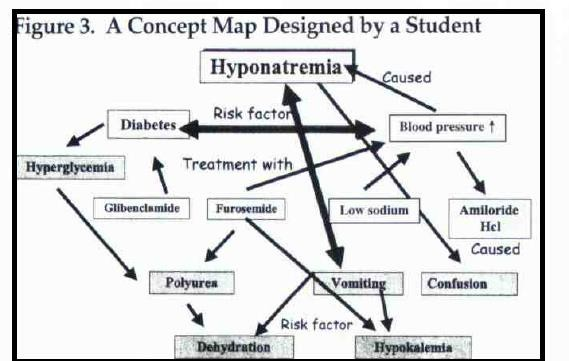 Figure 3. A Concept Map Designed by a Student
Hyponatremia
Caused
Risk factor
Diabetes
Blood pressure ↑
Hyperglycemia
Treatment with
Glibenclamide
Furosemide
Low sodium
Amiloride
Hcl
Caused
Polyurea
Vomiting
Confusion
Risk factor
Dehydration
Hypokalemia